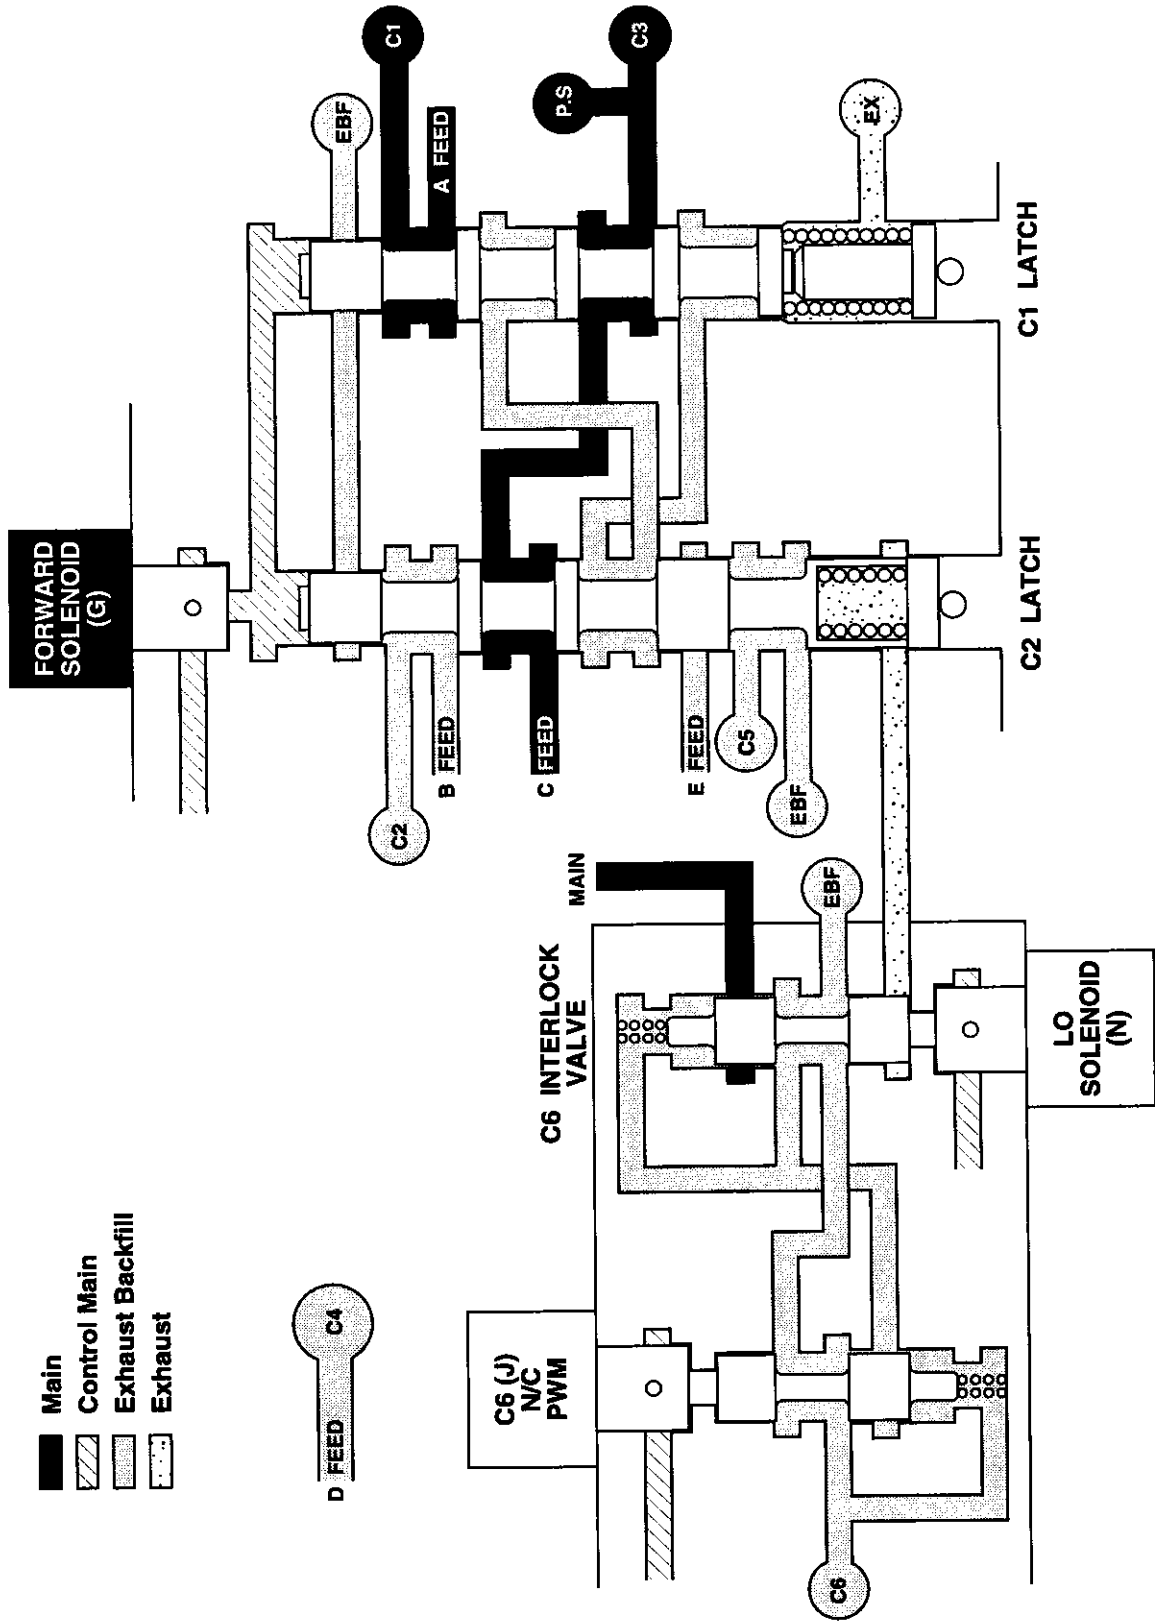 FORWARD
SOLENOID
(G)
C1
EBF
A FEED
P.S
C3
EX
C1 LATCH
C2
B FEED
C FEED
E FEED
C5
EBF
C2 LATCH
MAIN
EBF
C6 INTERLOCK
VALVE
LO
SOLENOID
(N)
Main
Control Main
Exhaust Backfill
Exhaust
D FEED
C4
C6 (J)
N/C
PWM
C6